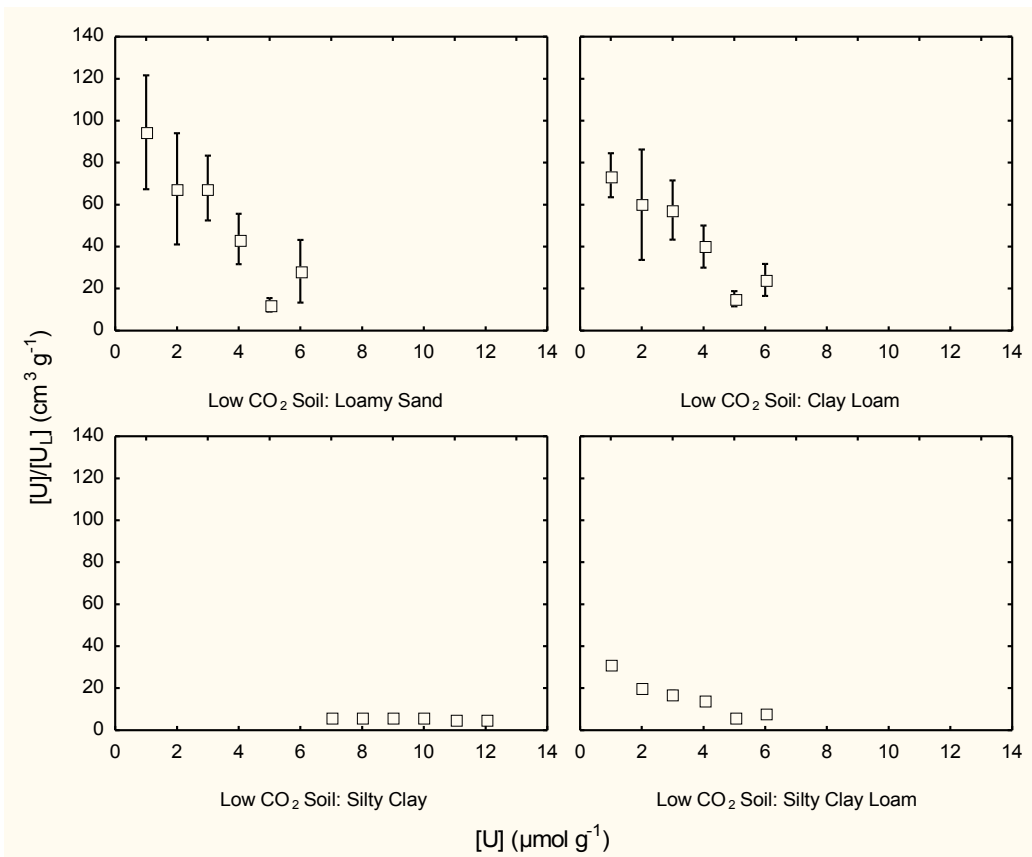 [U]/[U_L] (cm³ g⁻¹)
140
120
100
80
60
40
20
0
0 2 4 6 8 10 12 14
Low CO₂ Soil: Loamy Sand
0 2 4 6 8 10 12 14
Low CO₂ Soil: Clay Loam
140
120
100
80
60
40
20
0
0 2 4 6 8 10 12 14
Low CO₂ Soil: Silty Clay
0 2 4 6 8 10 12 14
Low CO₂ Soil: Silty Clay Loam
[U] (μmol g⁻¹)